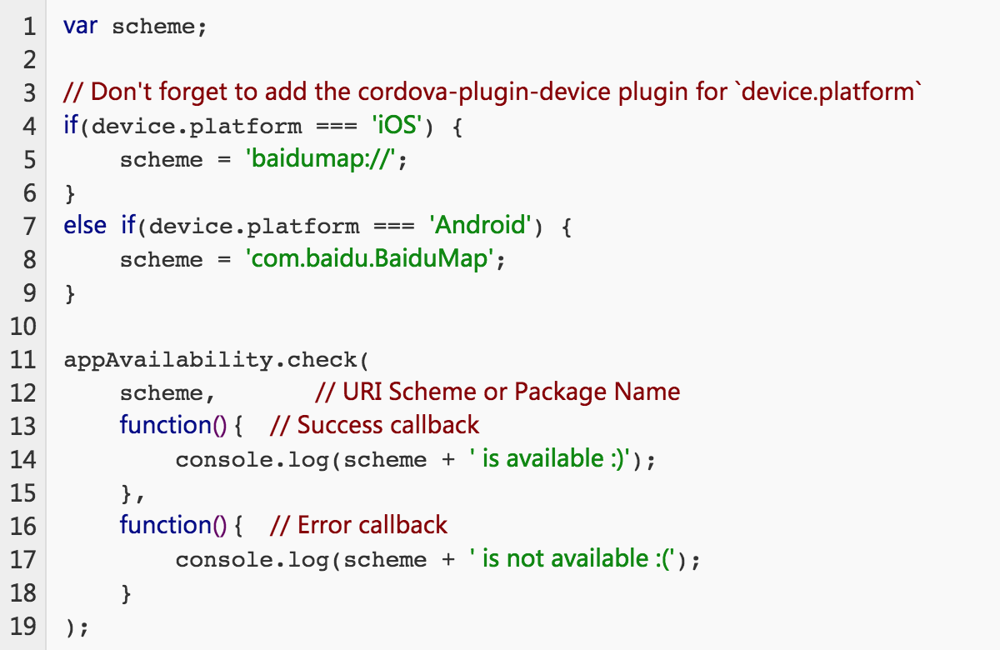 1 var scheme;
2
3 // Don't forget to add the cordova-plugin-device plugin for `device.platform`
4 if(device.platform === 'iOS') {
5     scheme = 'baidumap://';
6 }
7 else if(device.platform === 'Android') {
8     scheme = 'com.baidu.BaiduMap';
9 }
10
11 appAvailability.check(
12     scheme,       // URI Scheme or Package Name
13     function() {  // Success callback
14         console.log(scheme + ' is available :)');
15     },
16     function() {  // Error callback
17         console.log(scheme + ' is not available :(');
18     }
19 );